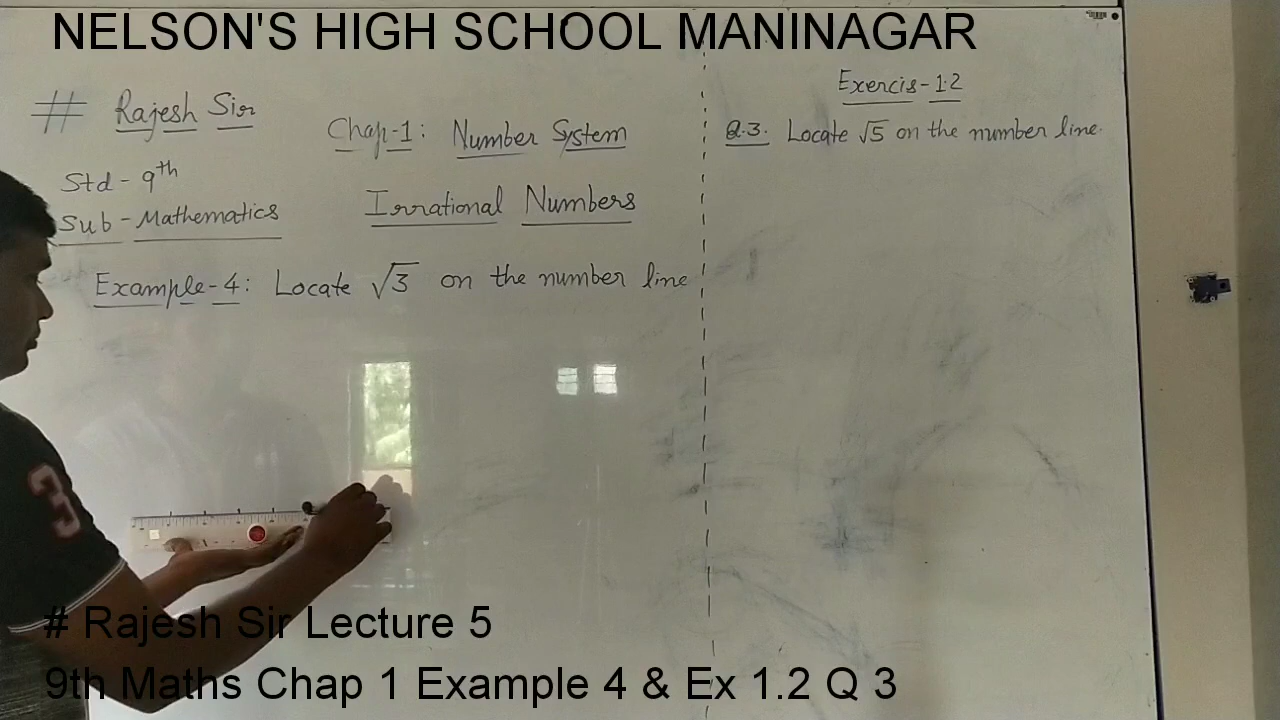 NELSON'S HIGH SCHOOL MANINAGAR
# Rajesh Sir
Std - 9th
Sub - Mathematics
Chap-1: Number System
Irrational Numbers
Example-4: Locate √3 on the number line
Exercis-1.2
Q.3. Locate √5 on the number line.
3
# Rajesh Sir Lecture 5
9th Maths Chap 1 Example 4 & Ex 1.2 Q 3